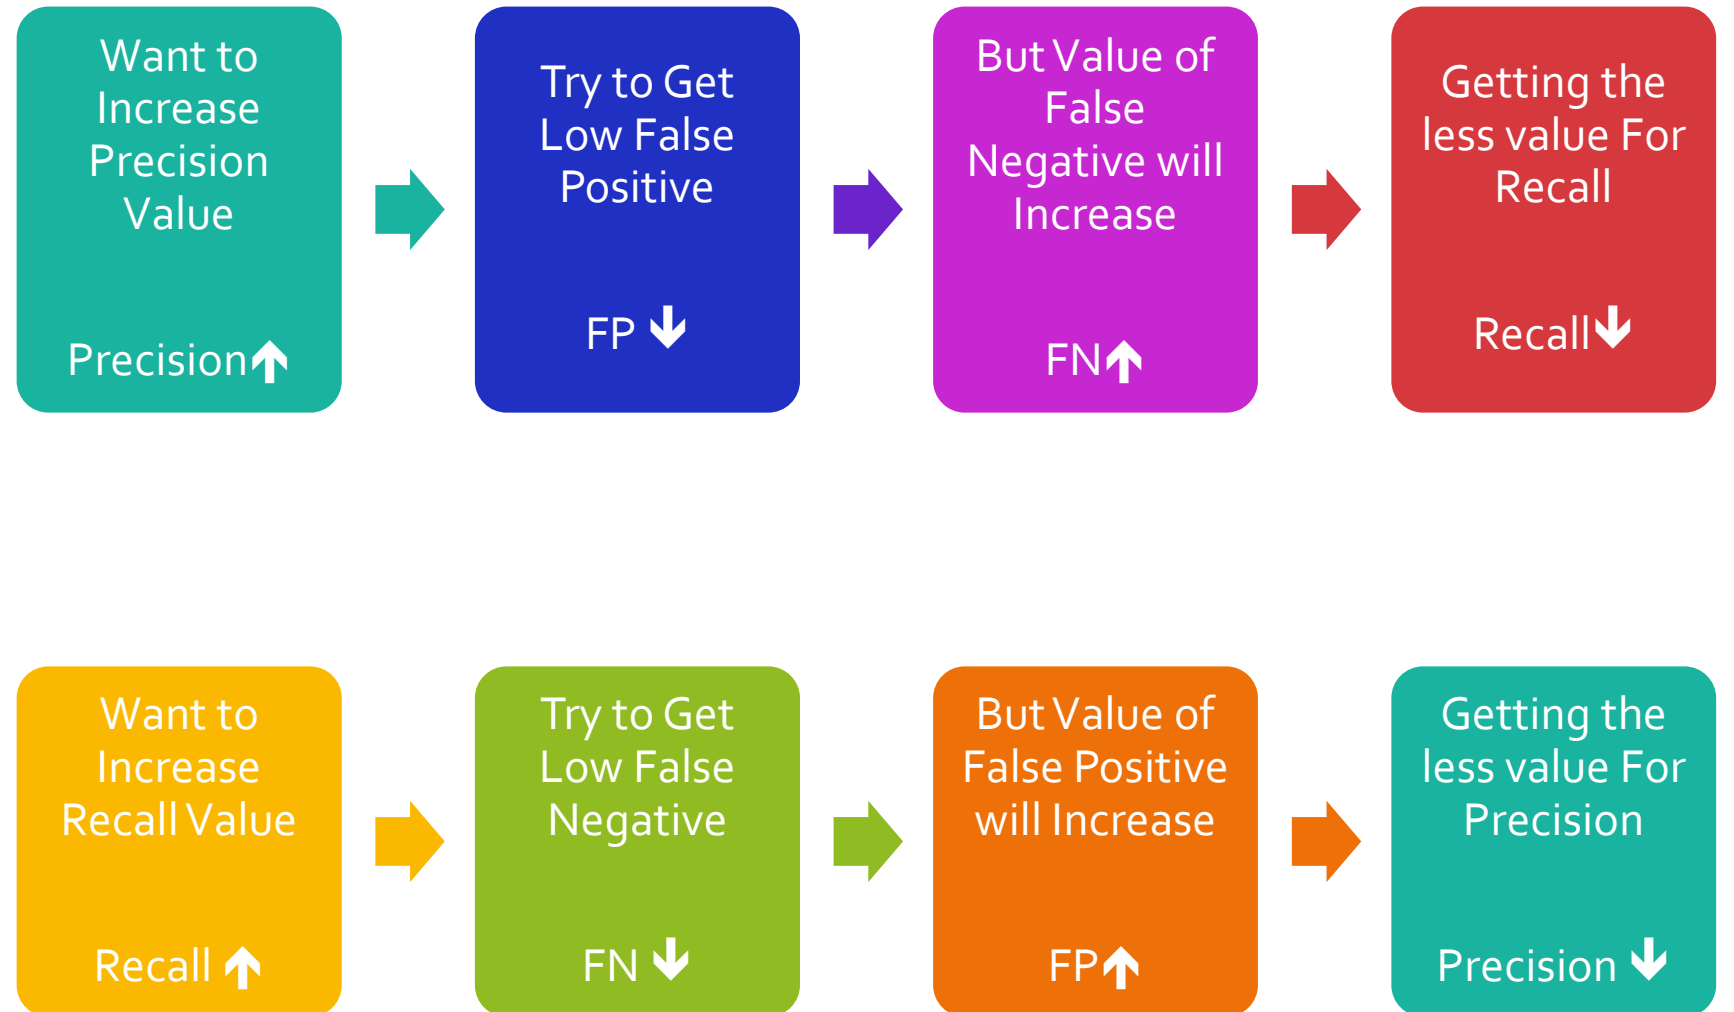 Want to
Increase
Precision
Value
Precision↑
Try to Get
Low False
Positive
FP ↓
But Value of
False
Negative will
Increase
FN↑
Getting the
less value For
Recall
Recall↓
Want to
Increase
Recall Value
Recall ↑
Try to Get
Low False
Negative
FN ↓
But Value of
False Positive
will Increase
FP↑
Getting the
less value For
Precision
Precision ↓